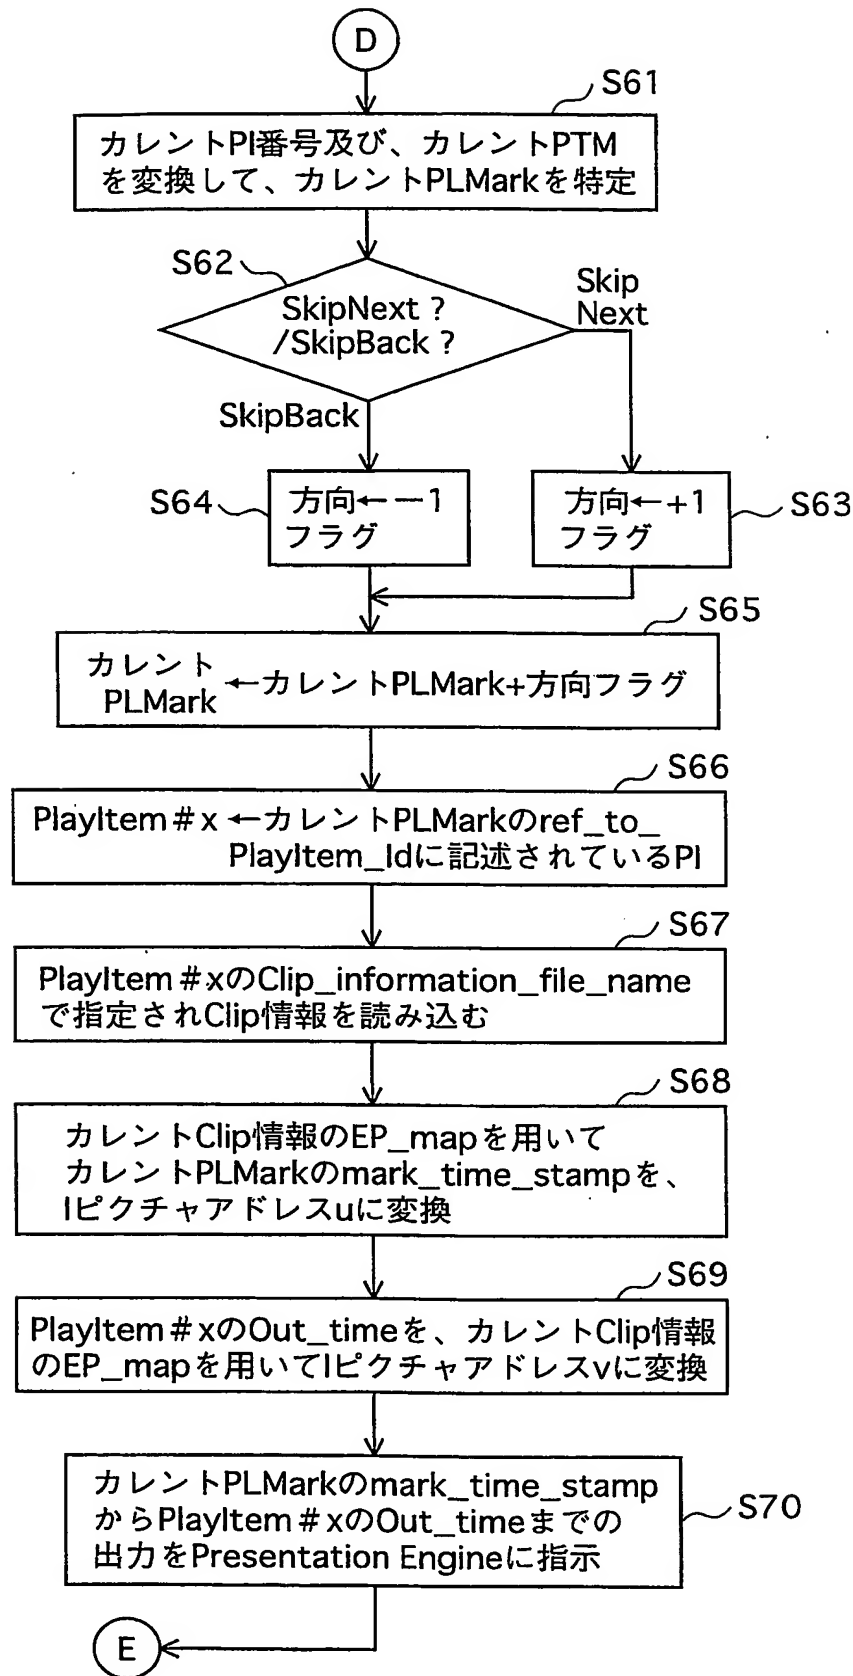 D
S61
カレントPI番号及び、カレントPTM
を変換して、カレントPLMarkを特定
S62
SkipNext ?
/SkipBack ?
Skip
Next
SkipBack
S64
方向←−1
フラグ
方向←+1
フラグ
S63
S65
カレント
PLMark
←カレントPLMark+方向フラグ
S66
PlayItem#x←カレントPLMarkのref_to_
PlayItem_Idに記述されているPI
S67
PlayItem#xのClip_information_file_name
で指定されClip情報を読み込む
S68
カレントClip情報のEP_mapを用いて
カレントPLMarkのmark_time_stampを、
Iピクチャアドレスuに変換
S69
PlayItem#xのOut_timeを、カレントClip情報
のEP_mapを用いてIピクチャアドレスvに変換
カレントPLMarkのmark_time_stamp
からPlayItem#xのOut_timeまでの
出力をPresentation Engineに指示
S70
E